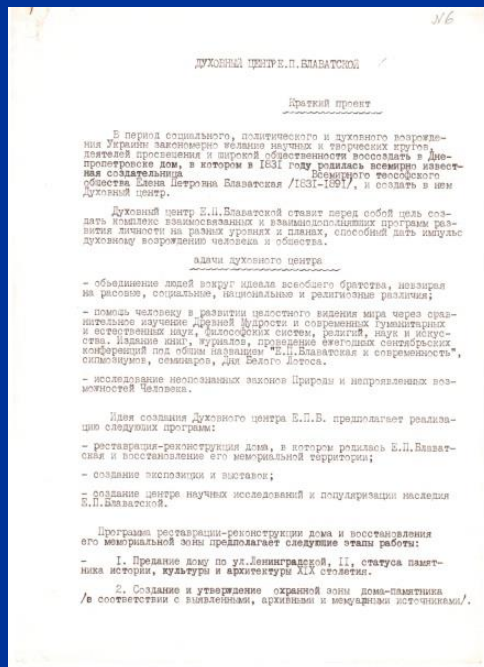 N6
ДУХОВНЫЙ ЦЕНТР Е.П.БЛАВАТСКОЙ
Краткий проект
В период социального, политического и духовного возрожде-
ния Украины закономерно желание научных и творческих кругов,
деятелей просвещения и широкой общественности воссоздать в Дне-
пропетровске дом, в котором в 1831 году родилась всемирно извест-
ная создательница Всемирного теософского
общества Елена Петровна Блаватская /1831-1891/, и создать в нем
Духовный центр.
Духовный центр Е.П.Блаватской ставит перед собой цель соз-
дать комплекс взаимосвязанных и взаимодополняющих программ раз-
вития личности на разных уровнях и планах, способный дать импульс
духовному возрождению человека и общества.
адачи духовного центра
- объединение людей вокруг идеала всеобщего братства, невзирая
на расовые, социальные, национальные и религиозные различия;
- помощь человеку в развитии целостного видения мира через срав-
нительное изучение Древней Мудрости и современных Гуманитарных
и естественных наук, философских систем, религий, наук и искус-
ства. Издание книг, журналов, проведение ежегодных сентябрьских
конференций под общим названием "Е.П.Блаватская и современность",
симпозиумов, семинаров, Дня Белого Лотоса.
- исследование неопознанных законов Природы и непроявленных воз-
можностей Человека.
Идея создания Духовного центра Е.П.Б. предполагает реализа-
цию следующих программ:
- реставрация-реконструкция дома, в котором родилась Е.П.Блават-
ская и восстановление его мемориальной территории;
- создание экспозиции и выставок;
- создание центра научных исследований и популяризации наследия
Е.П.Блаватской.
Программа реставрации-реконструкции дома и восстановления
его мемориальной зоны предполагает следующие этапы работы:
- 1. Предание дому по ул.Ленинградской, II, статуса памят-
ника истории, культуры и архитектуры XIX столетия.
2. Создание и утверждение охранной зоны дома-памятника
/в соответствии с выявленными, архивными и мемуарными источниками/.